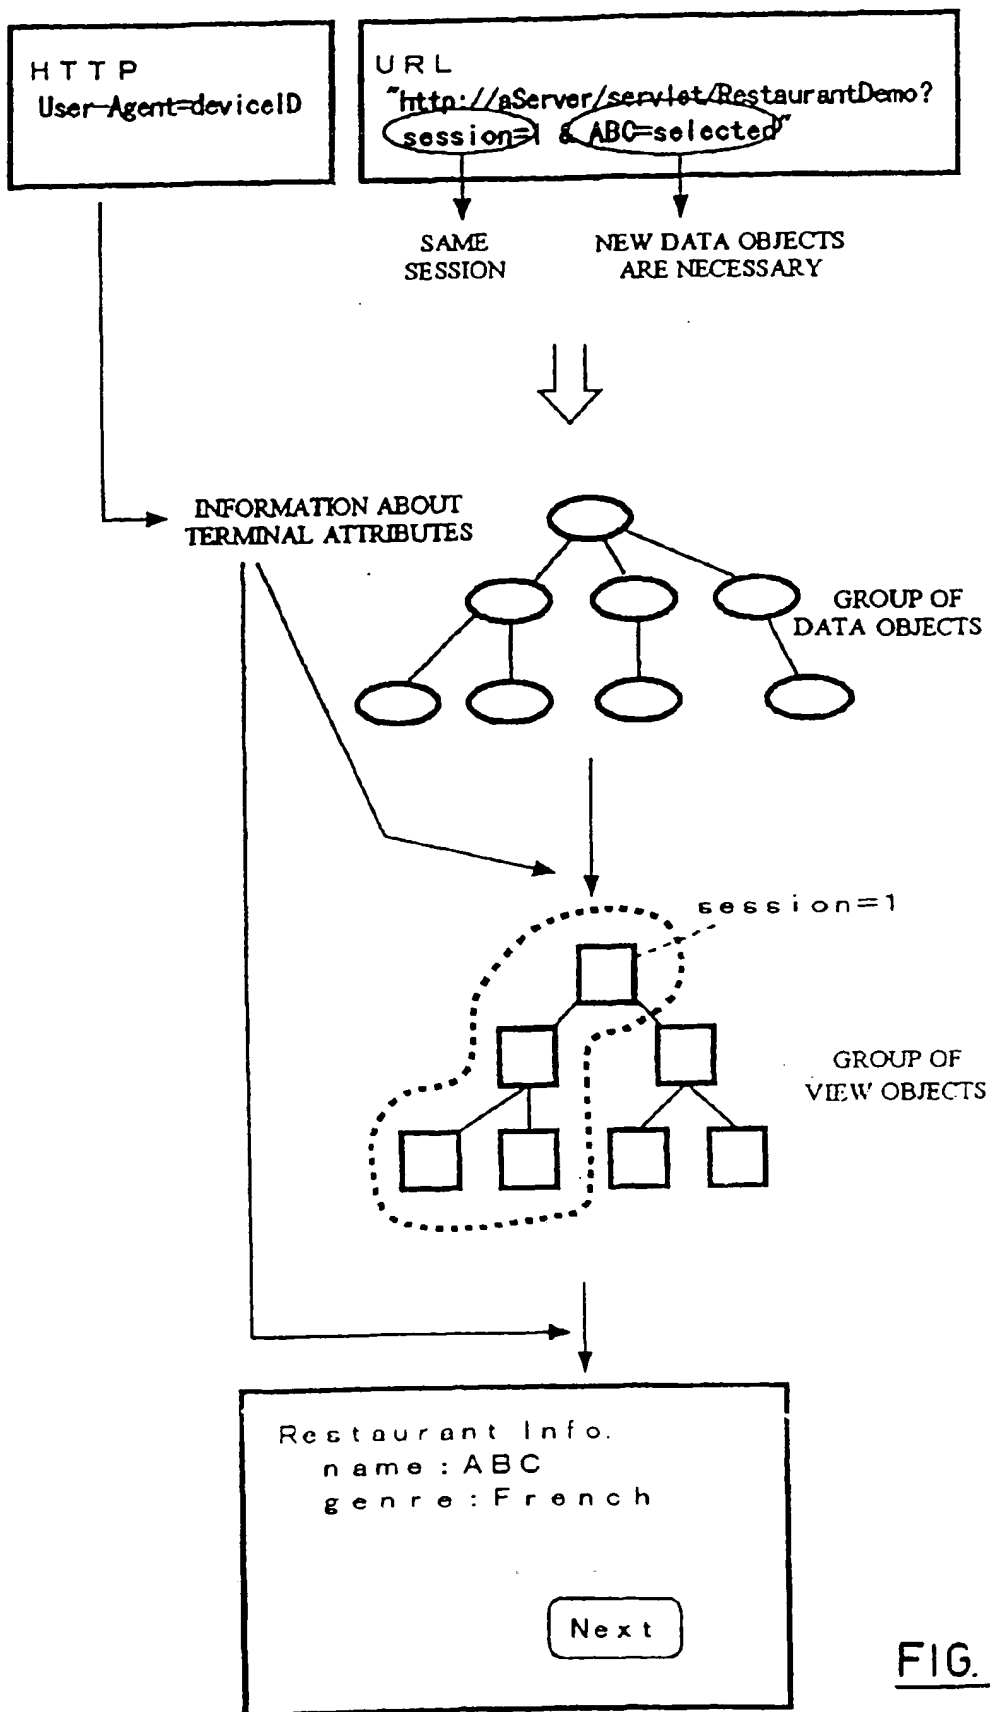 HTTP
User-Agent=deviceID
URL
"http://aServer/servlet/RestaurantDemo?
session=1 & ABC=selected"
SAME
SESSION
NEW DATA OBJECTS
ARE NECESSARY
INFORMATION ABOUT
TERMINAL ATTRIBUTES
GROUP OF
DATA OBJECTS
session=1
GROUP OF
VIEW OBJECTS
Restaurant Info.
name:ABC
genre:French
Next
FIG.